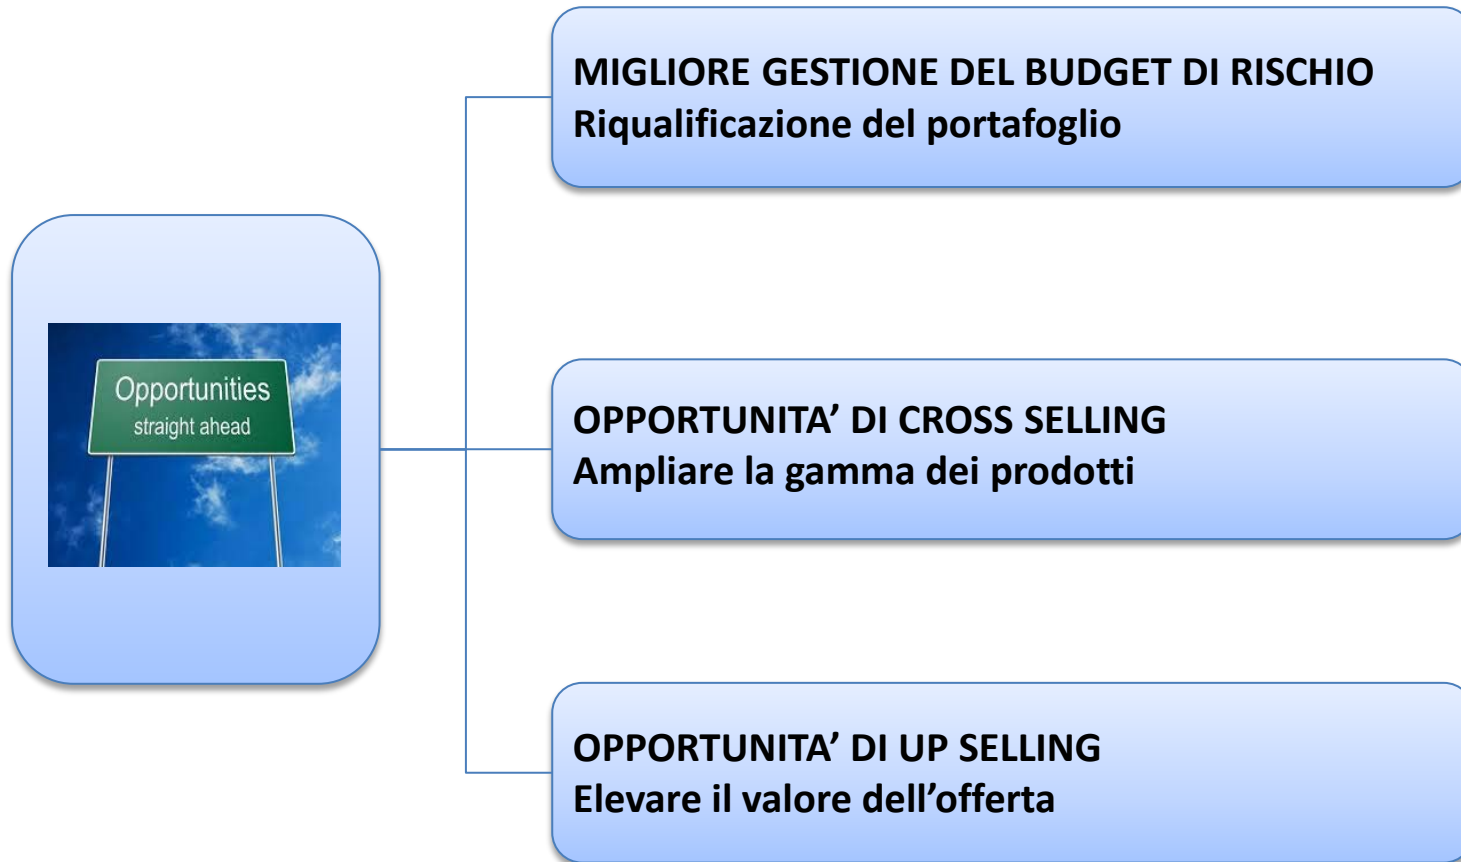 MIGLIORE GESTIONE DEL BUDGET DI RISCHIO
Riqualificazione del portafoglio
Opportunities
straight ahead
OPPORTUNITA’ DI CROSS SELLING
Ampliare la gamma dei prodotti
OPPORTUNITA’ DI UP SELLING
Elevare il valore dell’offerta